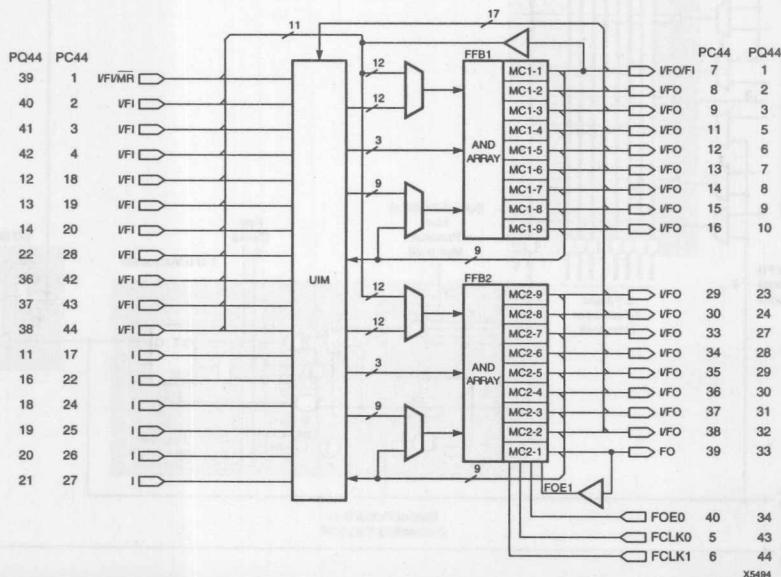 11
17
PQ44 PC44
PC44 PQ44
39 1 I/FI/MR
40 2 I/FI
41 3 I/FI
42 4 I/FI
12 18 I/FI
13 19 I/FI
14 20 I/FI
22 28 I/FI
36 42 I/FI
37 43 I/FI
38 44 I/FI
11 17 I
16 22 I
18 24 I
19 25 I
20 26 I
21 27 I
UIM
12
12
3
9
9
FFB1
AND
ARRAY
MC1-1 I/FO/FI 7 1
MC1-2 I/FO 8 2
MC1-3 I/FO 9 3
MC1-4 I/FO 11 5
MC1-5 I/FO 12 6
MC1-6 I/FO 13 7
MC1-7 I/FO 14 8
MC1-8 I/FO 15 9
MC1-9 I/FO 16 10
12
12
3
9
9
FFB2
AND
ARRAY
MC2-9 I/FO 29 23
MC2-8 I/FO 30 24
MC2-7 I/FO 33 27
MC2-6 I/FO 34 28
MC2-5 I/FO 35 29
MC2-4 I/FO 36 30
MC2-3 I/FO 37 31
MC2-2 I/FO 38 32
MC2-1 FO 39 33
FOE1
FOE0 40 34
FCLK0 5 43
FCLK1 6 44
X5494